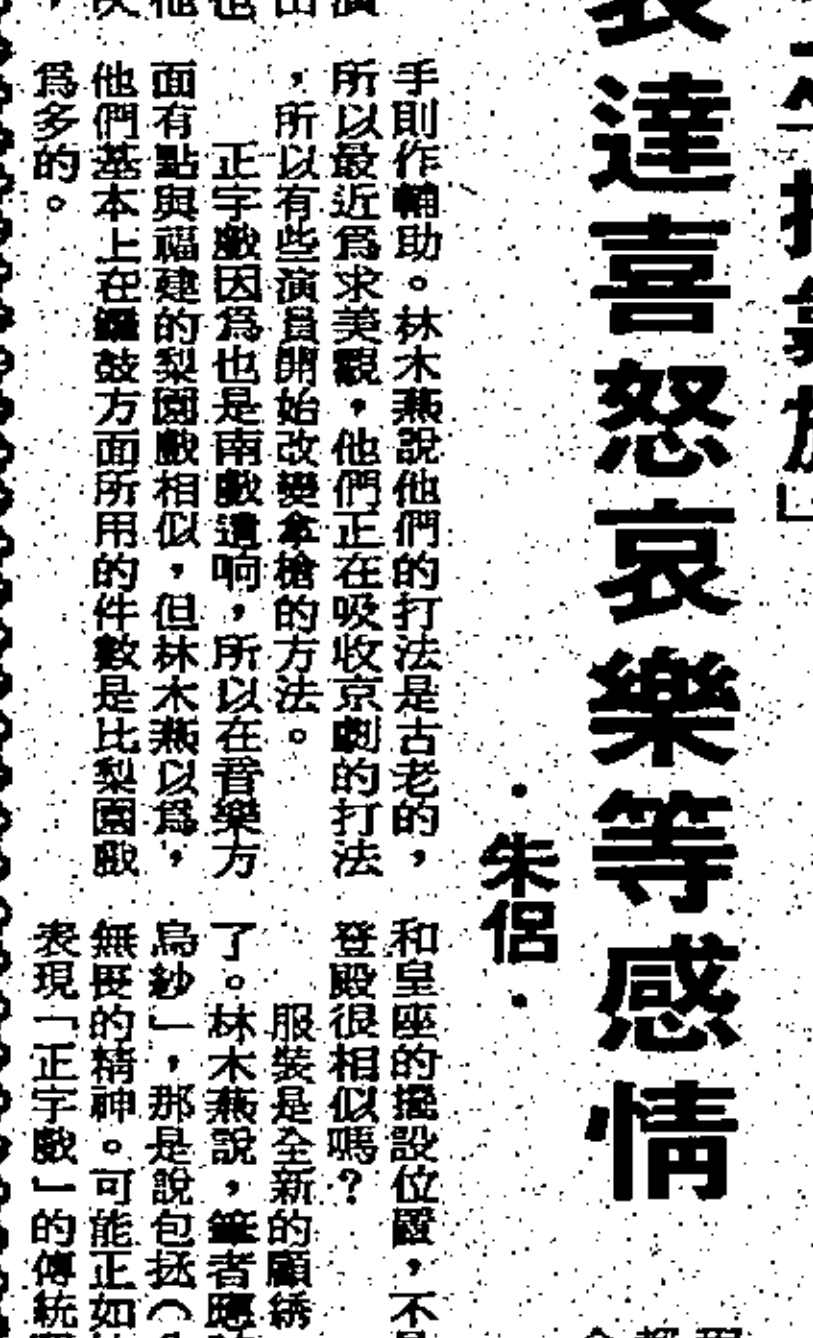 表達喜怒哀樂等感情
·朱侶·
手則作輔助。林木燕說他們的打法是古老的，
所以最近爲求美觀，他們正在吸收京劇的打法
，所以有些演員開始改變拿槍的方法。
正字戲因爲也是南戲遺响，所以在音樂方
面有點與福建的梨園戲相似，但林木燕以爲，
他們基本上在鑼鼓方面所用的件數是比梨園戲
爲多的。
和皇座的擺設位置，不
登殿很相似嗎？
服裝是全新的顧綉
了。林木燕說，筆者應
烏紗」，那是說包拯（
無畏的精神。可能正如
表現「正字戲」的傳統